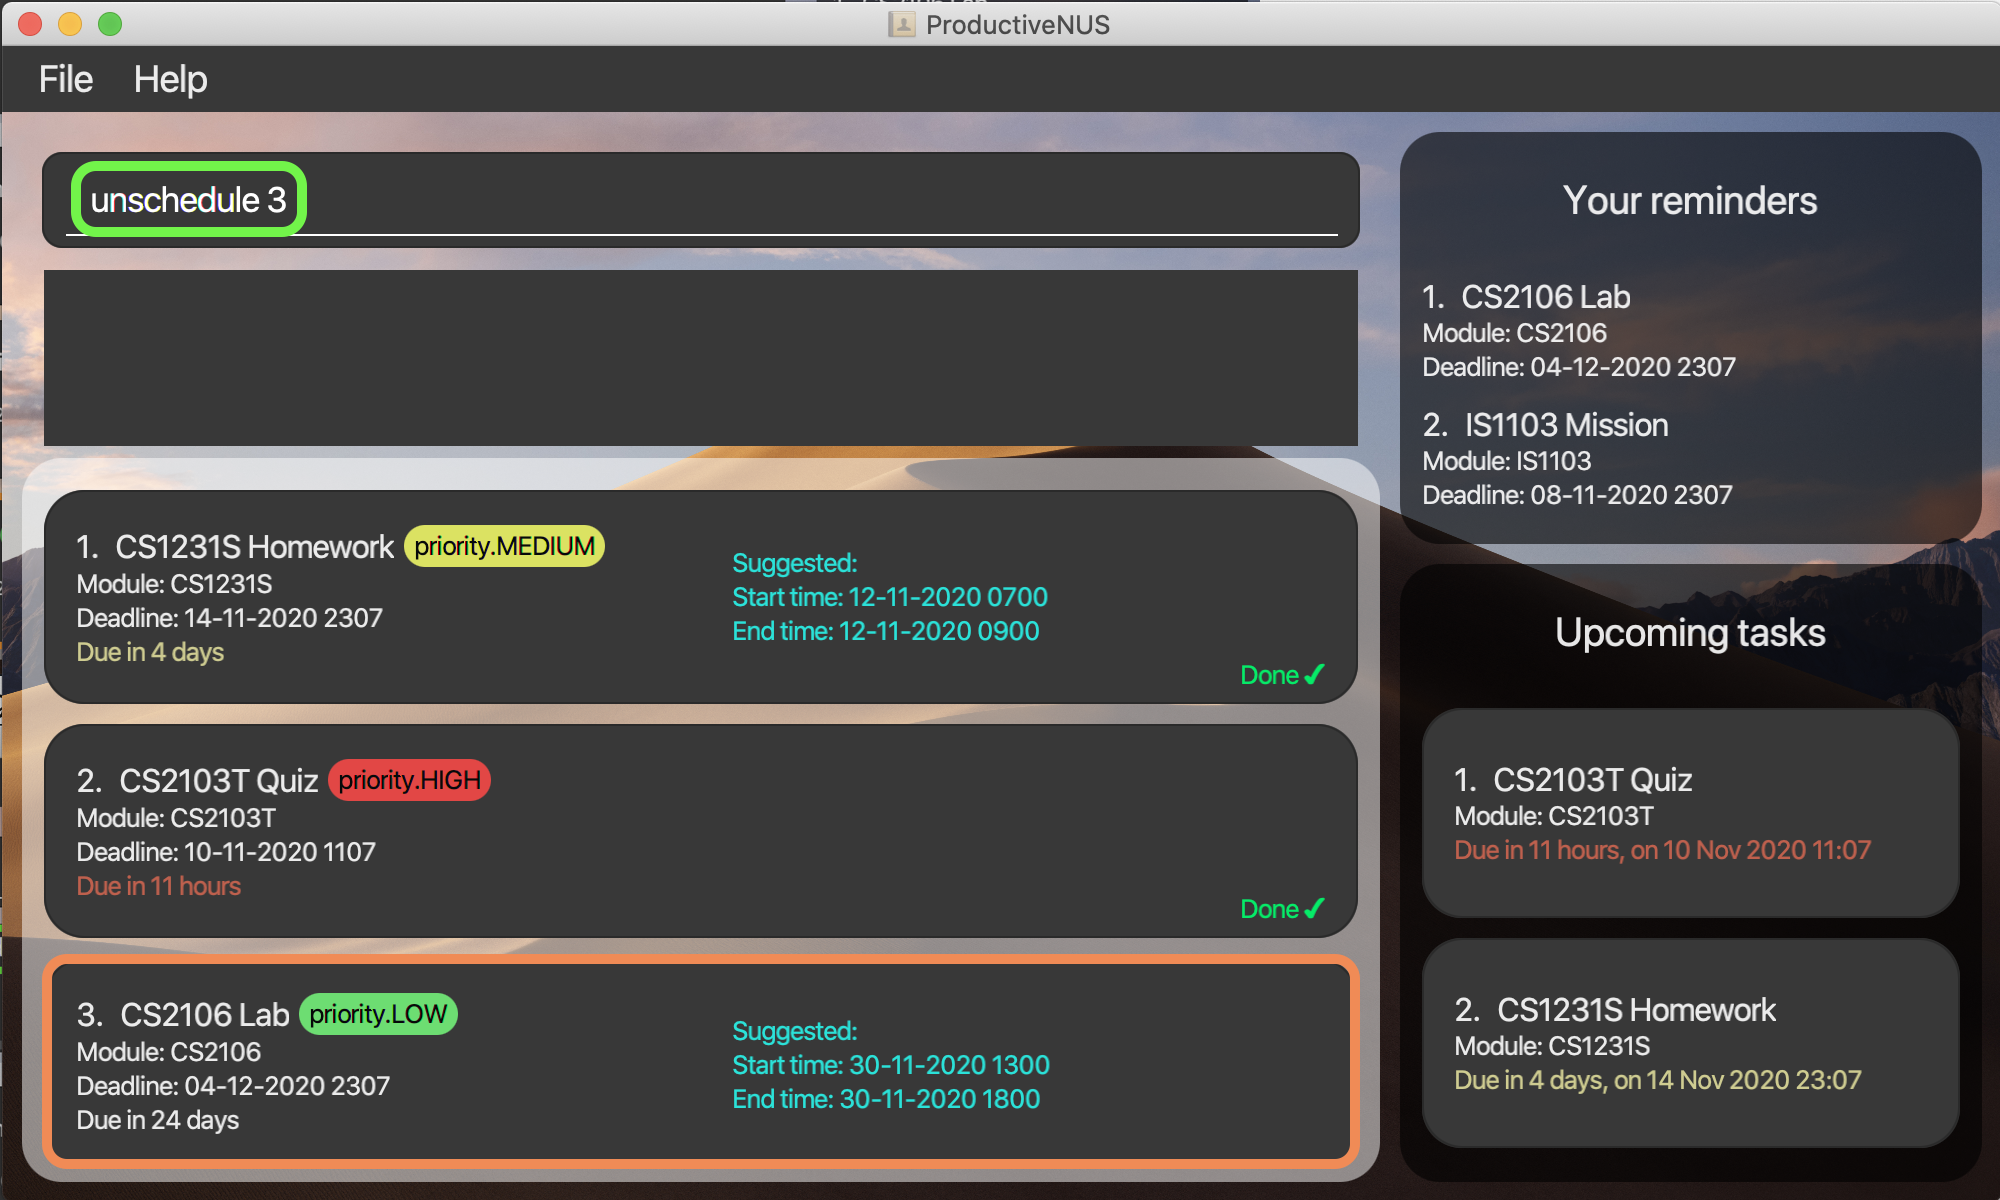 ProductiveNUS
File Help
unschedule 3
1. CS1231S Homework priority.MEDIUM
Module: CS1231S
Deadline: 14-11-2020 2307
Due in 4 days
Suggested:
Start time: 12-11-2020 0700
End time: 12-11-2020 0900
Done ✓
2. CS2103T Quiz priority.HIGH
Module: CS2103T
Deadline: 10-11-2020 1107
Due in 11 hours
Done ✓
3. CS2106 Lab priority.LOW
Module: CS2106
Deadline: 04-12-2020 2307
Due in 24 days
Suggested:
Start time: 30-11-2020 1300
End time: 30-11-2020 1800
Your reminders
1. CS2106 Lab
Module: CS2106
Deadline: 04-12-2020 2307
2. IS1103 Mission
Module: IS1103
Deadline: 08-11-2020 2307
Upcoming tasks
1. CS2103T Quiz
Module: CS2103T
Due in 11 hours, on 10 Nov 2020 11:07
2. CS1231S Homework
Module: CS1231S
Due in 4 days, on 14 Nov 2020 23:07